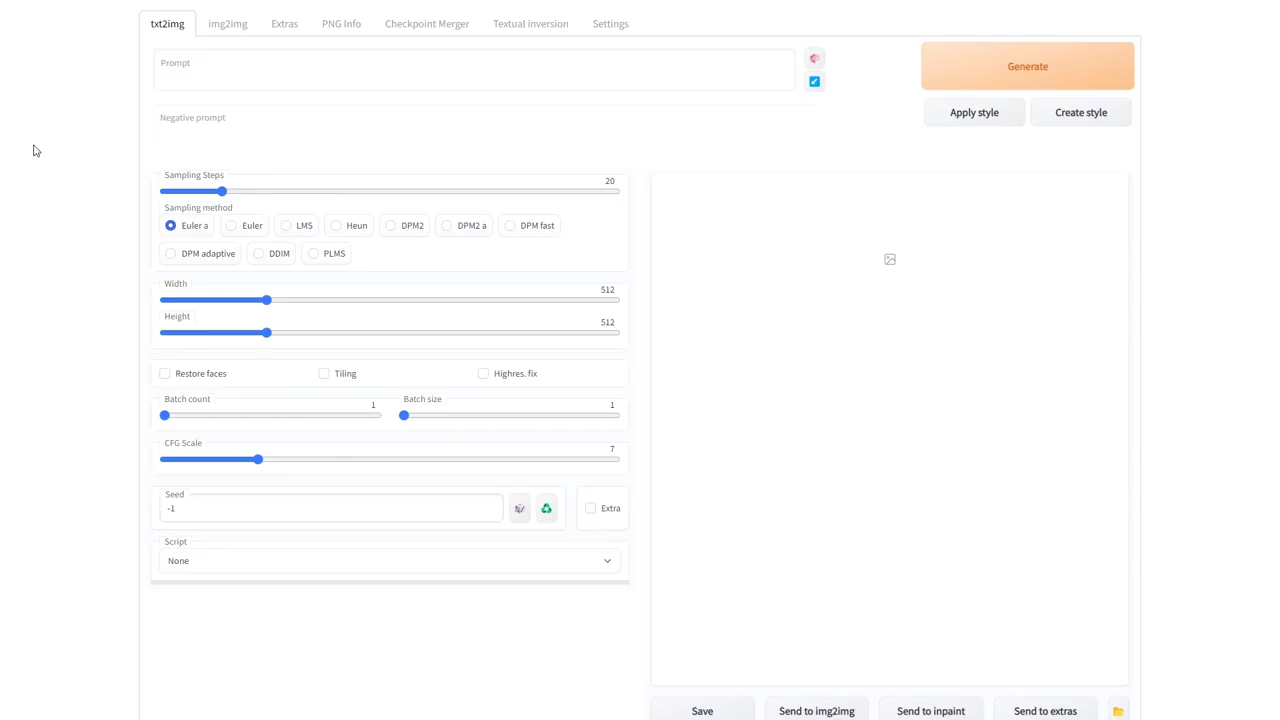 txt2img img2img Extras PNG Info Checkpoint Merger Textual inversion Settings
Prompt
Generate
Negative prompt
Apply style Create style
Sampling Steps
20
Sampling method
Euler a Euler LMS Heun DPM2 DPM2 a DPM fast
DPM adaptive DDIM PLMS
Width
512
Height
512
Restore faces Tiling Highres. fix
Batch count
1
Batch size
1
CFG Scale
7
Seed
-1
Extra
Script
None
Save Send to img2img Send to inpaint Send to extras